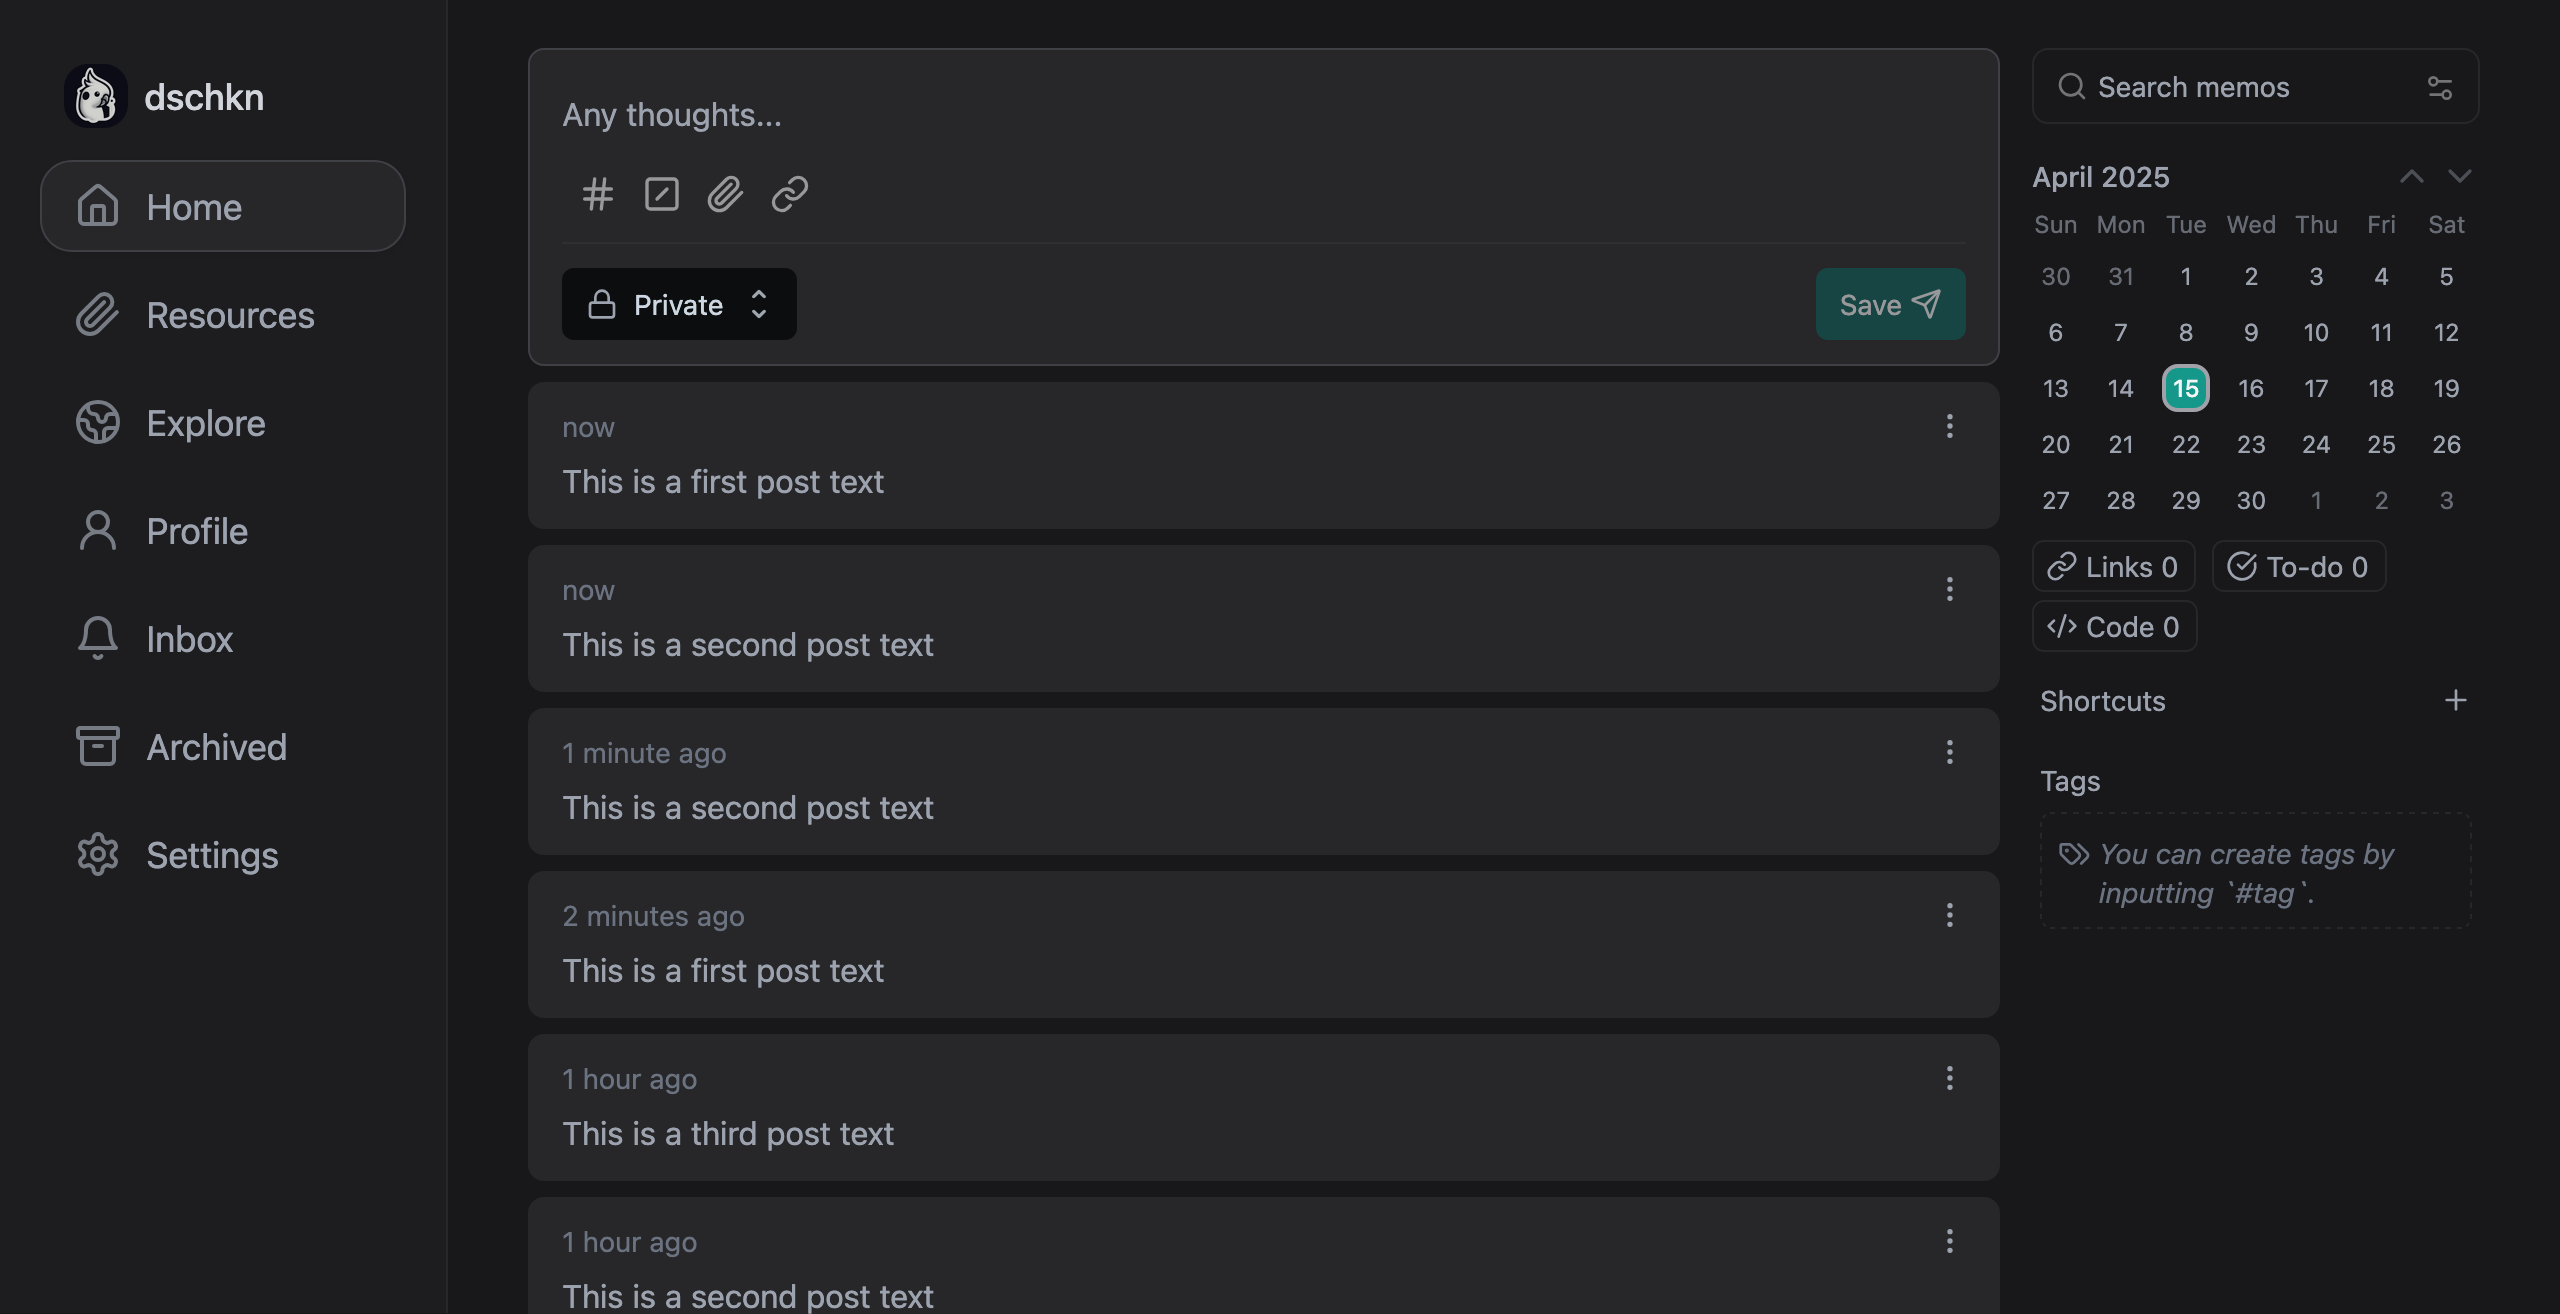 dschkn
Home
Resources
Explore
Profile
Inbox
Archived
Settings
Any thoughts...
Private
Save
now
This is a first post text
now
This is a second post text
1 minute ago
This is a second post text
2 minutes ago
This is a first post text
1 hour ago
This is a third post text
1 hour ago
This is a second post text
Search memos
April 2025
Sun Mon Tue Wed Thu Fri Sat
30 31 1 2 3 4 5
6 7 8 9 10 11 12
13 14 15 16 17 18 19
20 21 22 23 24 25 26
27 28 29 30 1 2 3
Links 0 To-do 0
Code 0
Shortcuts
Tags
You can create tags by
inputting `#tag`.